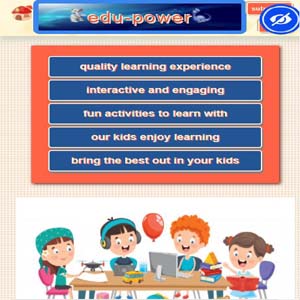 edu-power
quality learning experience
interactive and engaging
fun activities to learn with
our kids enjoy learning
bring the best out in your kids